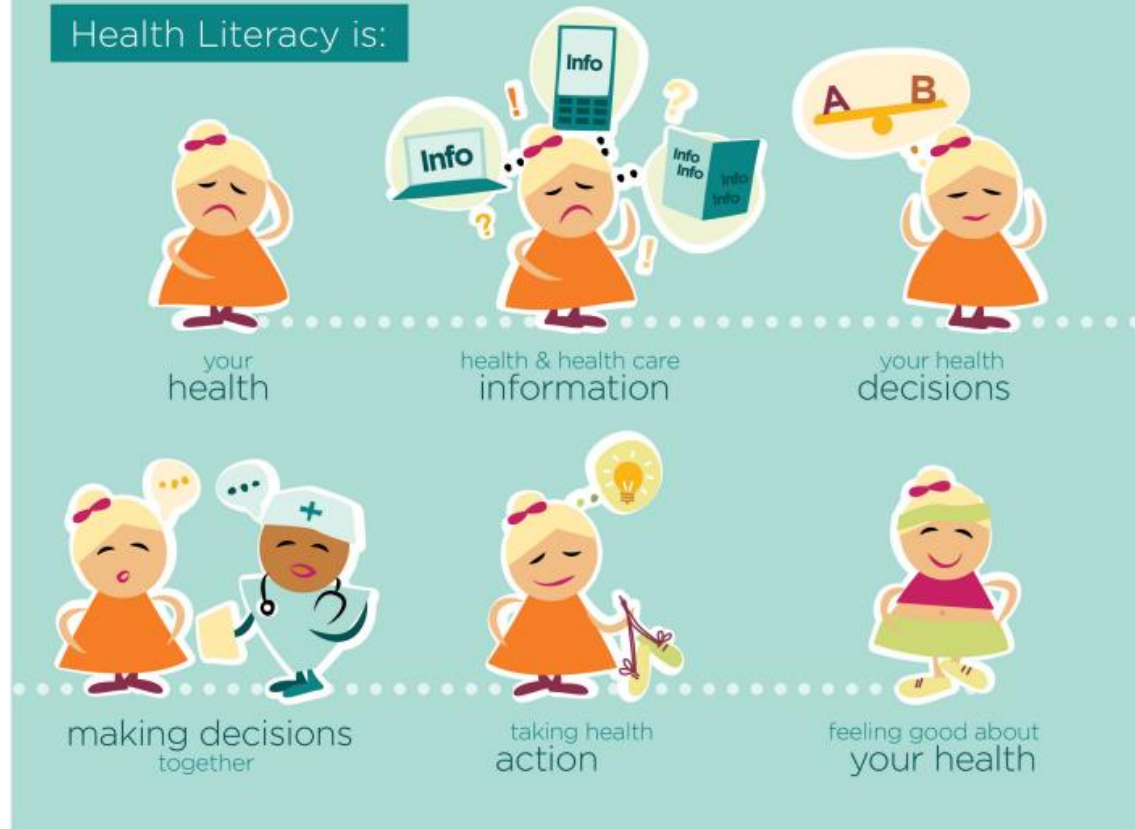 Health Literacy is:
Info
Info
Info
Info
Info
Info
A B
your
health
health & health care
information
your health
decisions
making decisions
together
taking health
action
feeling good about
your health